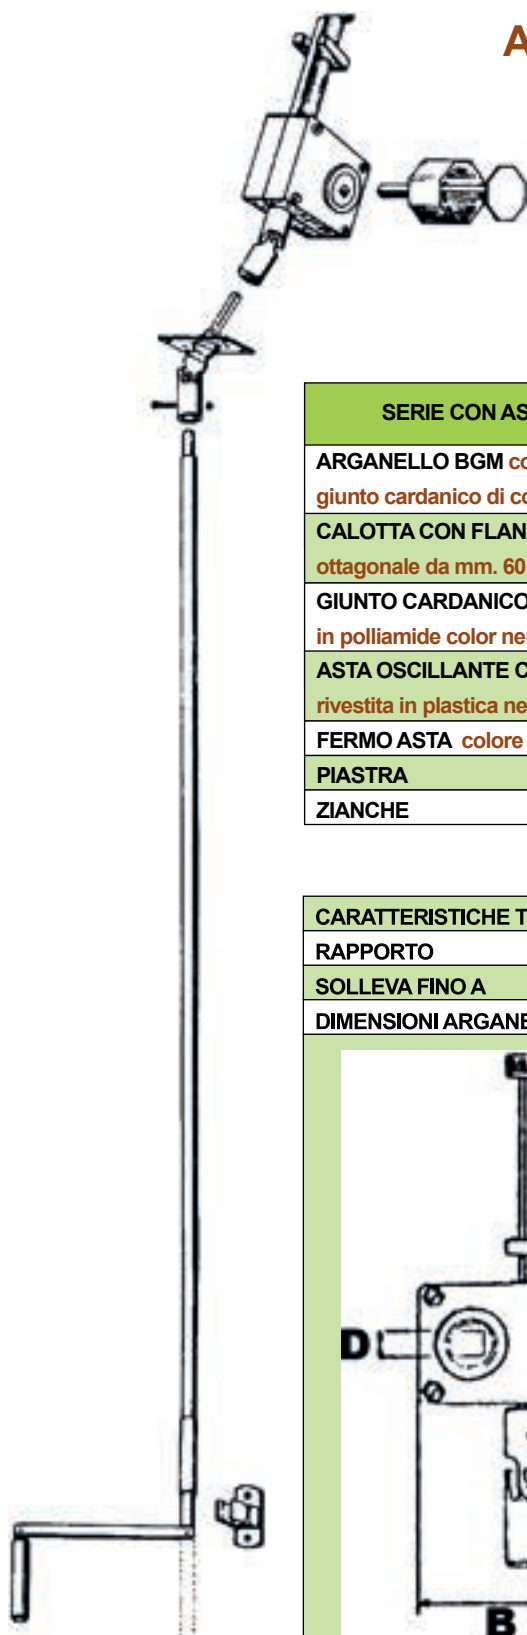 A
SERIE CON AS
ARGANELLO BGM co
giunto cardanico di co
CALOTTA CON FLAN
ottagonale da mm. 60
GIUNTO CARDANICO
in polliamide color ne
ASTA OSCILLANTE C
rivestita in plastica ne
FERMO ASTA colore
PIASTRA
ZIANCHE
CARATTERISTICHE T
RAPPORTO
SOLLEVA FINO A
DIMENSIONI ARGANE
D
B